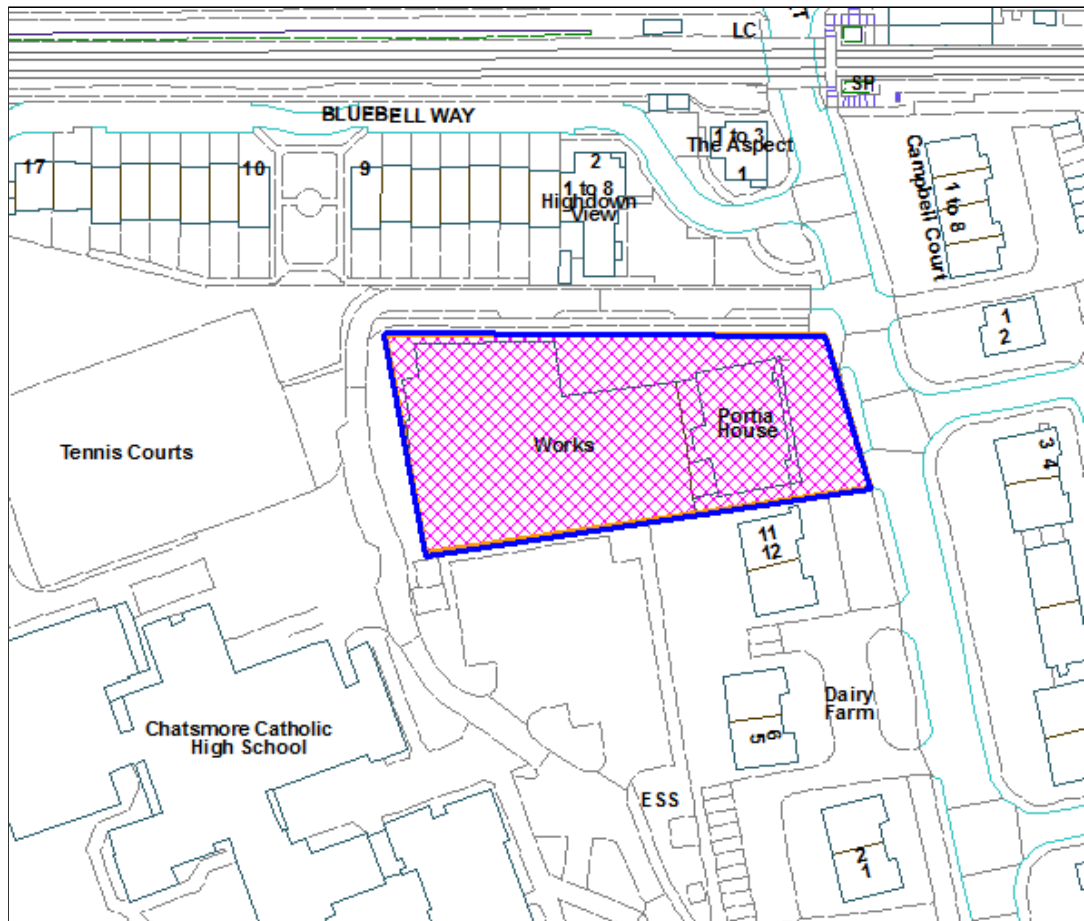 LC
SP
BLUEBELL WAY
17
10
9
2
1 to 8
Highdown
View
1 to 3
The Aspect
1
Campbell Court
1 to 8
1
2
Tennis Courts
Works
Portia
House
3
4
11
12
Chatsmore Catholic
High School
Dairy
Farm
6
5
ESS
2
1